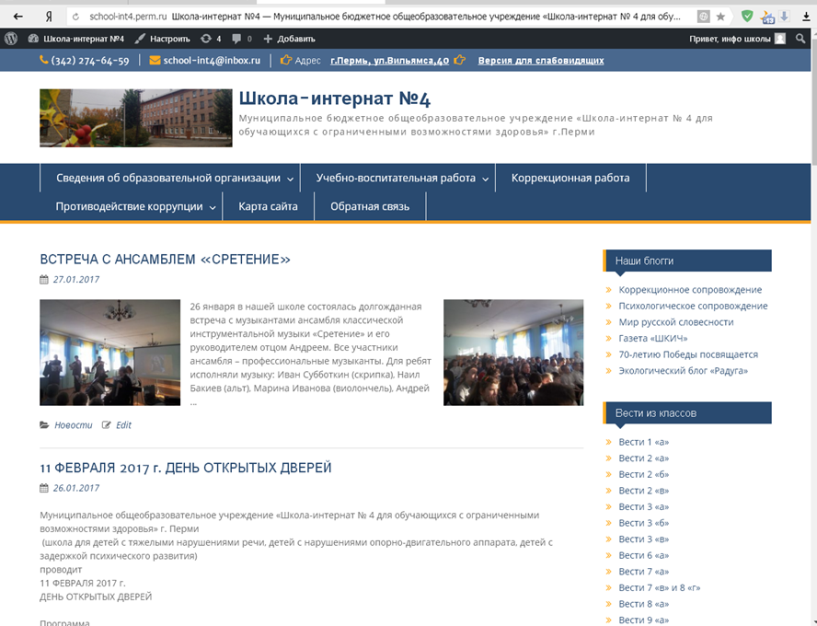 Я school-int4.perm.ru Школа-интернат №4 — Муниципальное бюджетное общеобразовательное учреждение «Школа-интернат № 4 для обу...
Школа-интернат №4 Настроить 4 0 Добавить Привет, инфо школы
(342) 274-64-59 school-int4@inbox.ru Адрес г.Пермь, ул.Вильямса,40 Версия для слабовидящих
Школа-интернат №4
Муниципальное бюджетное общеобразовательное учреждение «Школа-интернат № 4 для
обучающихся с ограниченными возможностями здоровья» г.Перми
Сведения об образовательной организации Учебно-воспитательная работа Коррекционная работа
Противодействие коррупции Карта сайта Обратная связь
ВСТРЕЧА С АНСАМБЛЕМ «СРЕТЕНИЕ»
27.01.2017
26 января в нашей школе состоялась долгожданная
встреча с музыкантами ансамбля классической
инструментальной музыки «Сретение» и его
руководителем отцом Андреем. Все участники
ансамбля – профессиональные музыканты. Для ребят
исполняли музыку: Иван Субботкин (скрипка), Наил
Бакиев (альт), Марина Иванова (виолончель), Андрей
...
Новости Edit
11 ФЕВРАЛЯ 2017 г. ДЕНЬ ОТКРЫТЫХ ДВЕРЕЙ
26.01.2017
Муниципальное общеобразовательное учреждение «Школа-интернат № 4 для обучающихся с ограниченными
возможностями здоровья» г. Перми
(школа для детей с тяжелыми нарушениями речи, детей с нарушениями опорно-двигательного аппарата, детей с
задержкой психического развития)
проводит
11 ФЕВРАЛЯ 2017 г.
ДЕНЬ ОТКРЫТЫХ ДВЕРЕЙ
Программа
Наши блогги
Коррекционное сопровождение
Психологическое сопровождение
Мир русской словесности
Газета «ШКИЧ»
70-летию Победы посвящается
Экологический блог «Радуга»
Вести из классов
Вести 1 «а»
Вести 2 «а»
Вести 2 «б»
Вести 2 «в»
Вести 3 «а»
Вести 3 «б»
Вести 3 «в»
Вести 6 «а»
Вести 7 «а»
Вести 7 «в» и 8 «г»
Вести 8 «а»
Вести 9 «а»